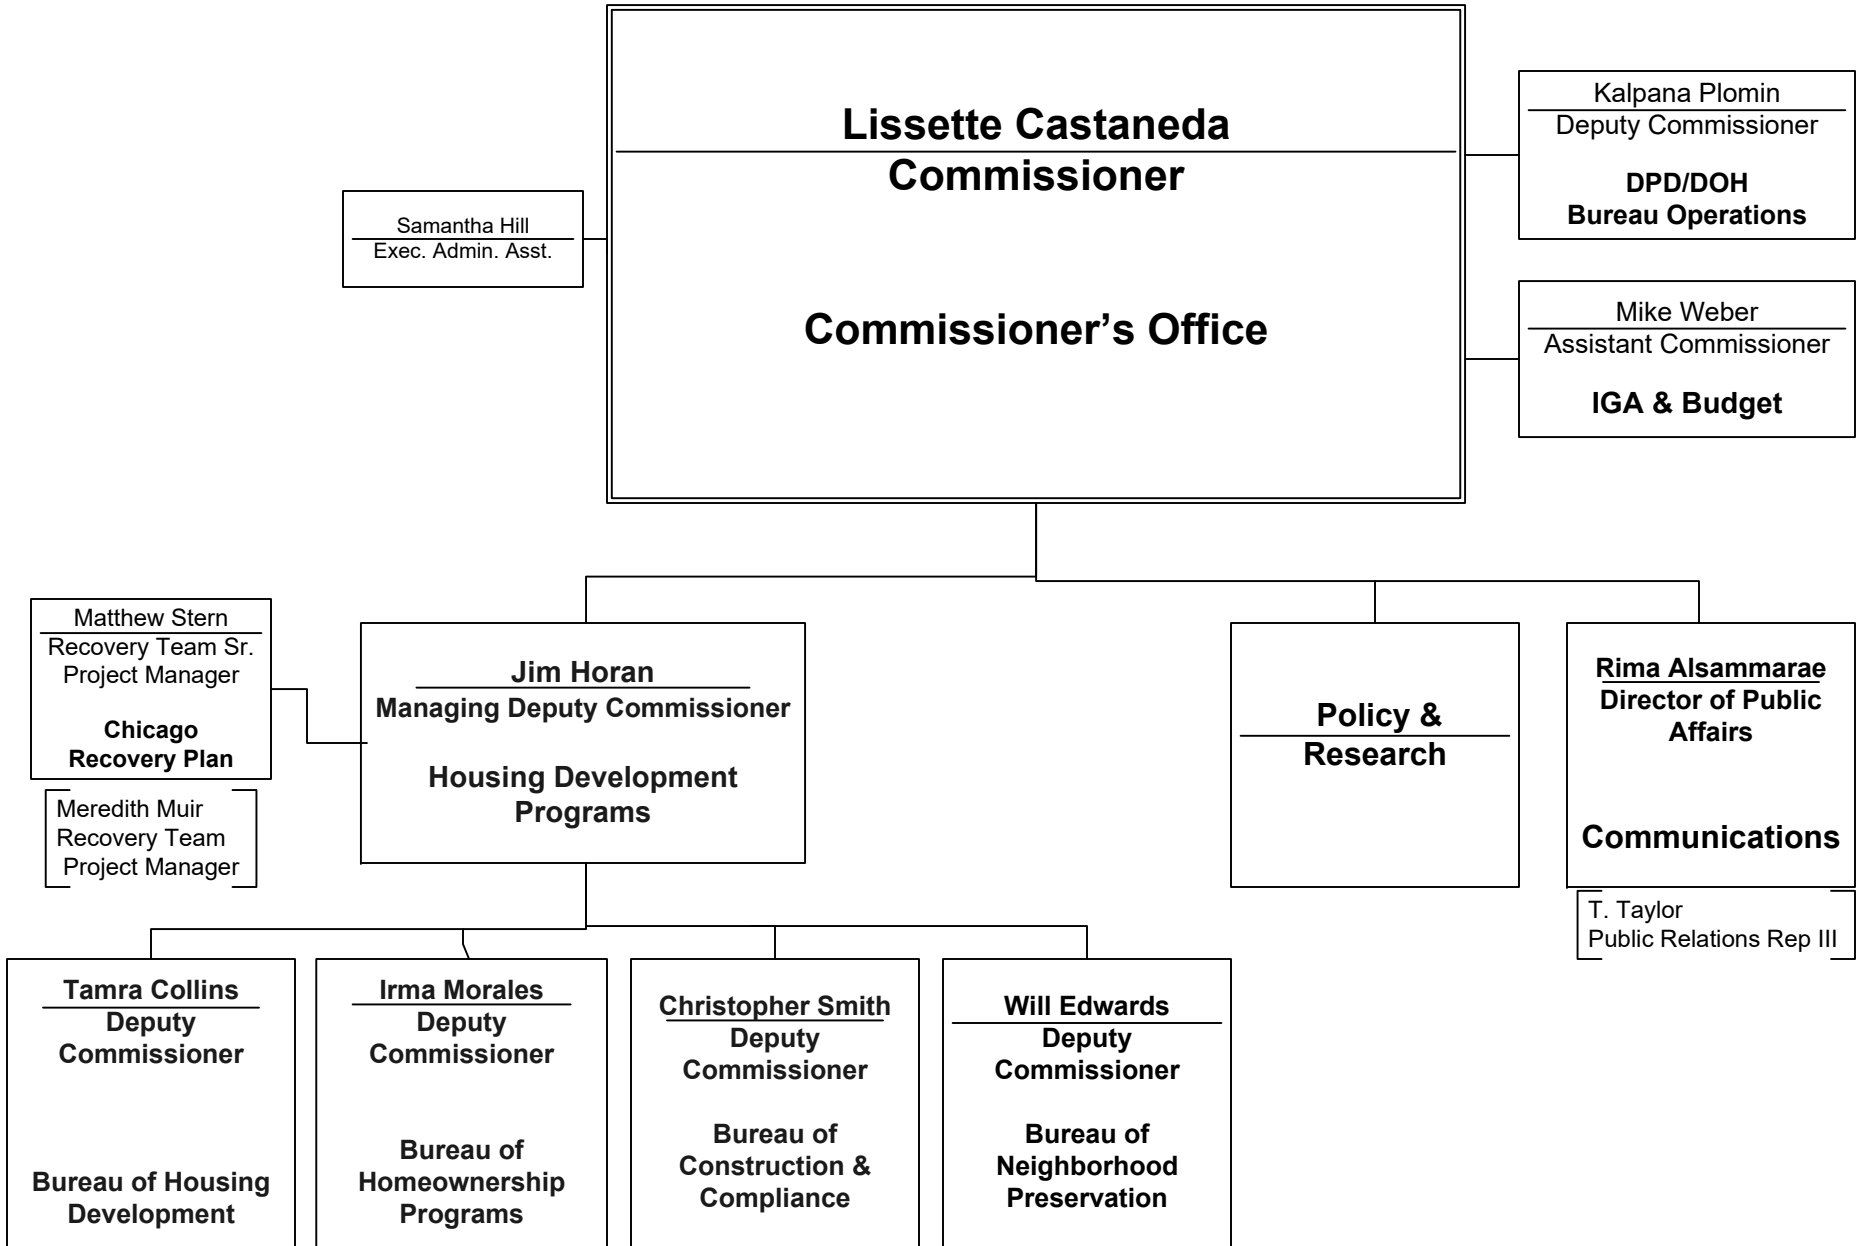 Lissette Castaneda
Commissioner
Commissioner’s Office
Kalpana Plomin
Deputy Commissioner
DPD/DOH
Bureau Operations
Samantha Hill
Exec. Admin. Asst.
Mike Weber
Assistant Commissioner
IGA & Budget
Matthew Stern
Recovery Team Sr.
Project Manager
Chicago
Recovery Plan
Meredith Muir
Recovery Team
Project Manager
Jim Horan
Managing Deputy Commissioner
Housing Development
Programs
Policy &
Research
Rima Alsammarae
Director of Public
Affairs
Communications
T. Taylor
Public Relations Rep III
Tamra Collins
Deputy
Commissioner
Bureau of Housing
Development
Irma Morales
Deputy
Commissioner
Bureau of
Homeownership
Programs
Christopher Smith
Deputy
Commissioner
Bureau of
Construction &
Compliance
Will Edwards
Deputy
Commissioner
Bureau of
Neighborhood
Preservation